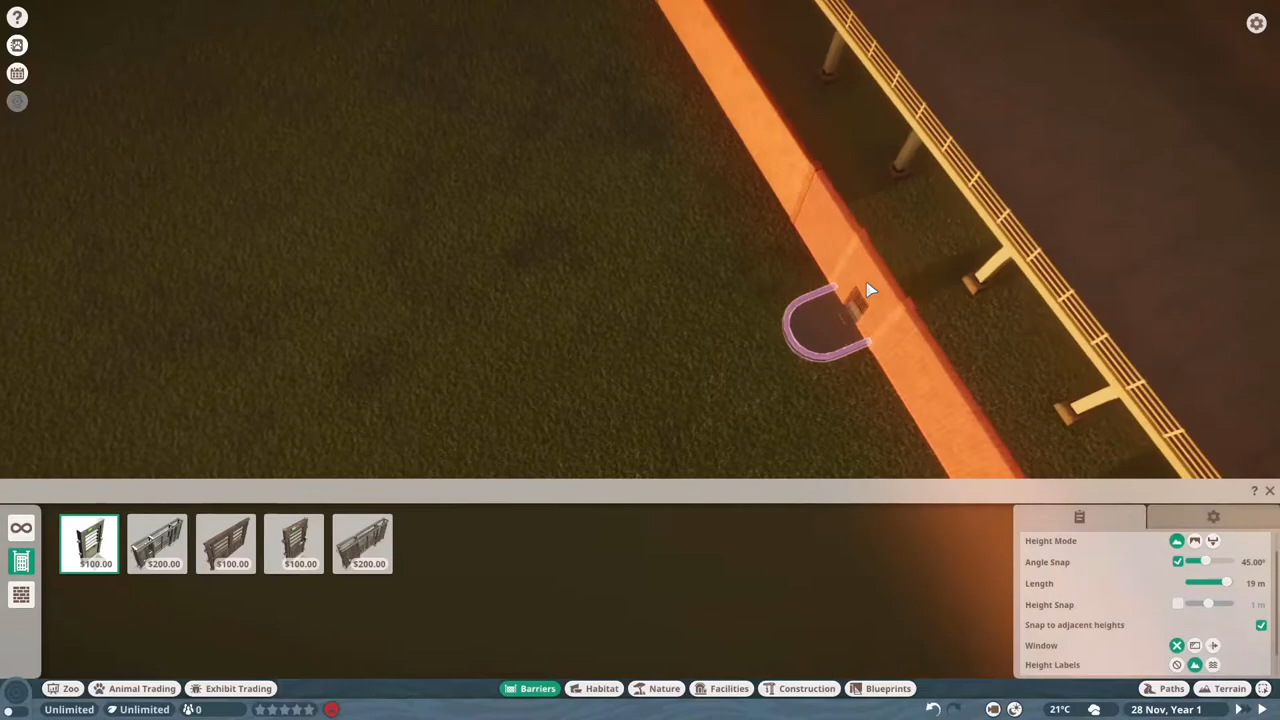 ?
? ×
$100.00 $200.00 $100.00 $100.00 $200.00
Height Mode
Angle Snap 45.00°
Length 19 m
Height Snap 1 m
Snap to adjacent heights
Window
Height Labels
Zoo Animal Trading Exhibit Trading Barriers Habitat Nature Facilities Construction Blueprints Paths Terrain
Unlimited Unlimited 0 21°C 28 Nov, Year 1